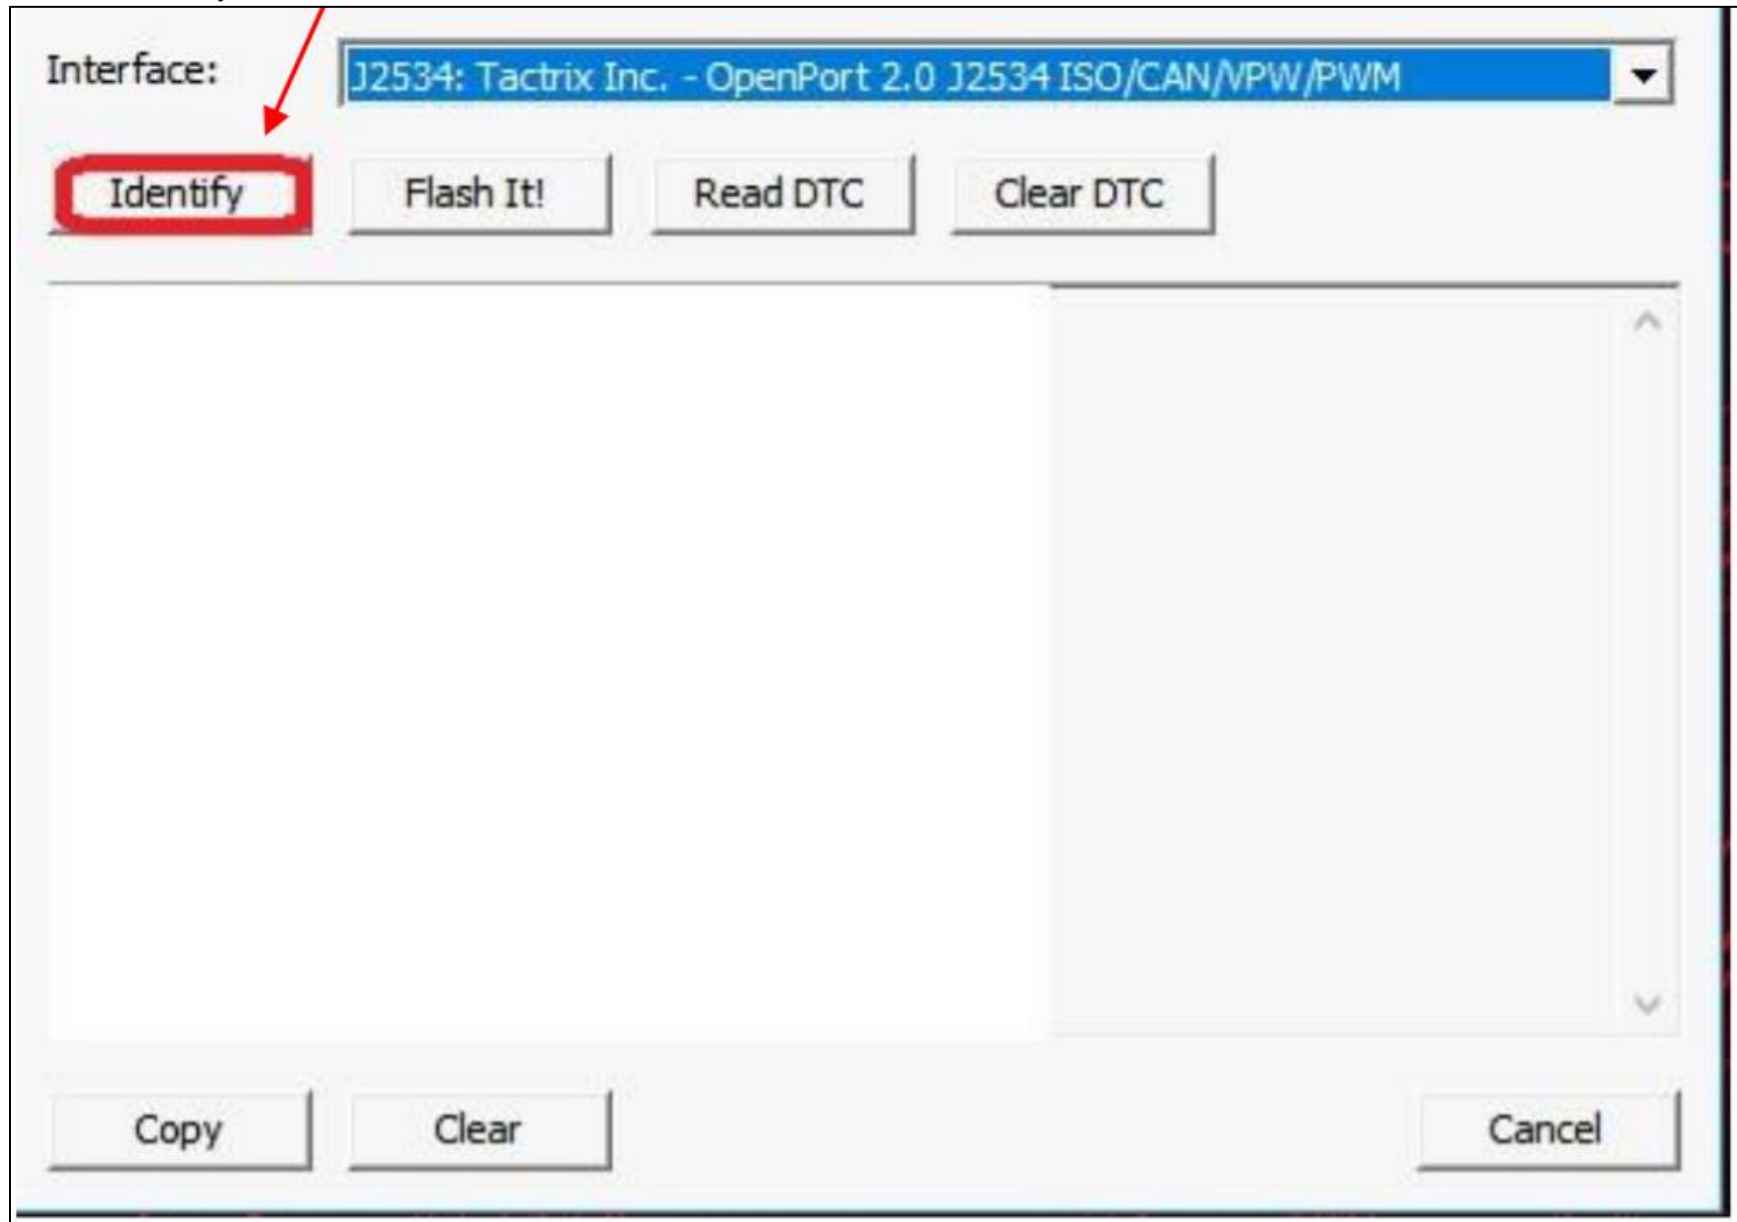 Interface:
J2534: Tactrix Inc. - OpenPort 2.0 J2534 ISO/CAN/VPW/PWM
Identify Flash It! Read DTC Clear DTC
Copy Clear Cancel